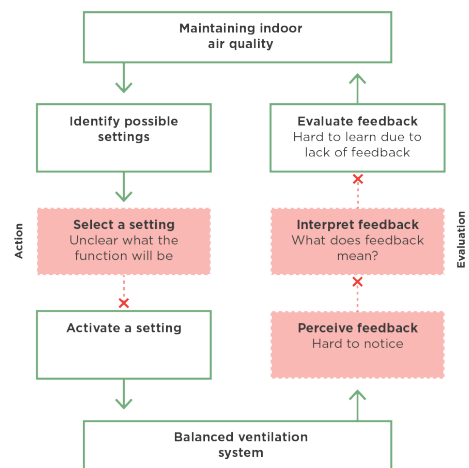 Maintaining indoor
air quality
Identify possible
settings
Evaluate feedback
Hard to learn due to
lack of feedback
Action
Select a setting
Unclear what the
function will be
Interpret feedback
What does feedback
mean?
Evaluation
Activate a setting
Perceive feedback
Hard to notice
Balanced ventilation
system